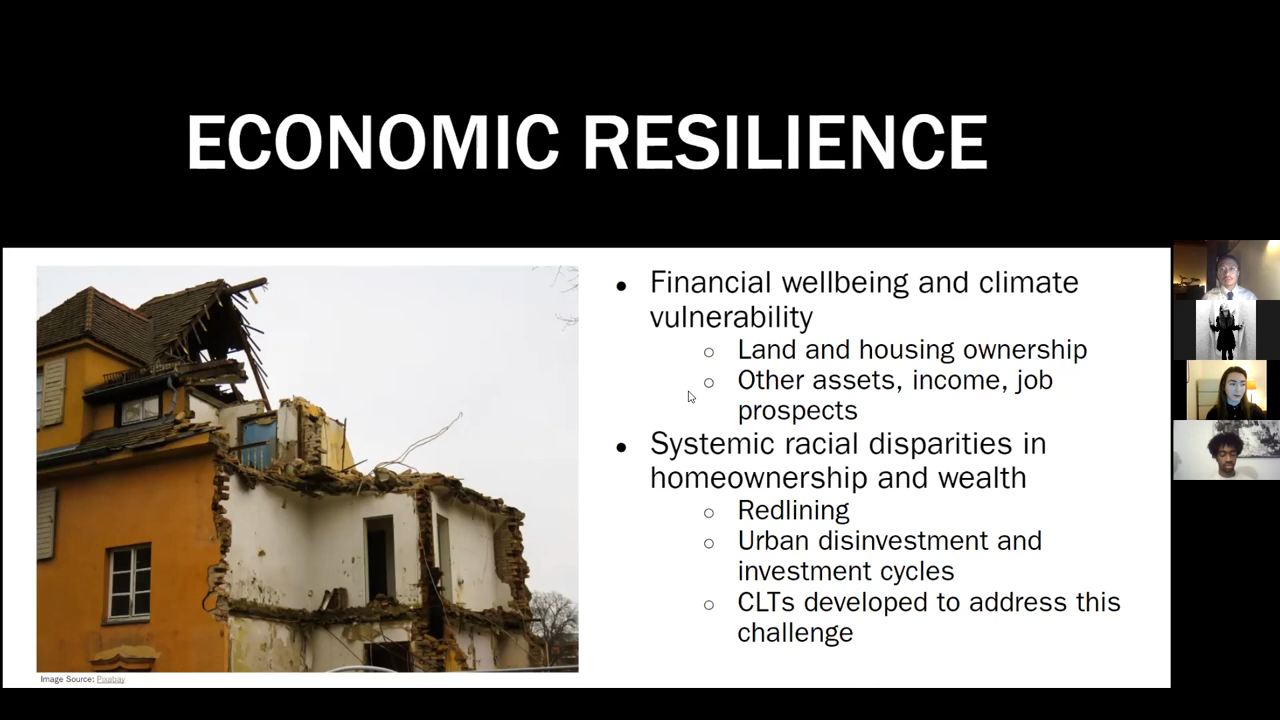 ECONOMIC RESILIENCE
● Financial wellbeing and climate
vulnerability
○ Land and housing ownership
○ Other assets, income, job
prospects
● Systemic racial disparities in
homeownership and wealth
○ Redlining
○ Urban disinvestment and
investment cycles
○ CLTs developed to address this
challenge
Image Source: Pixabay